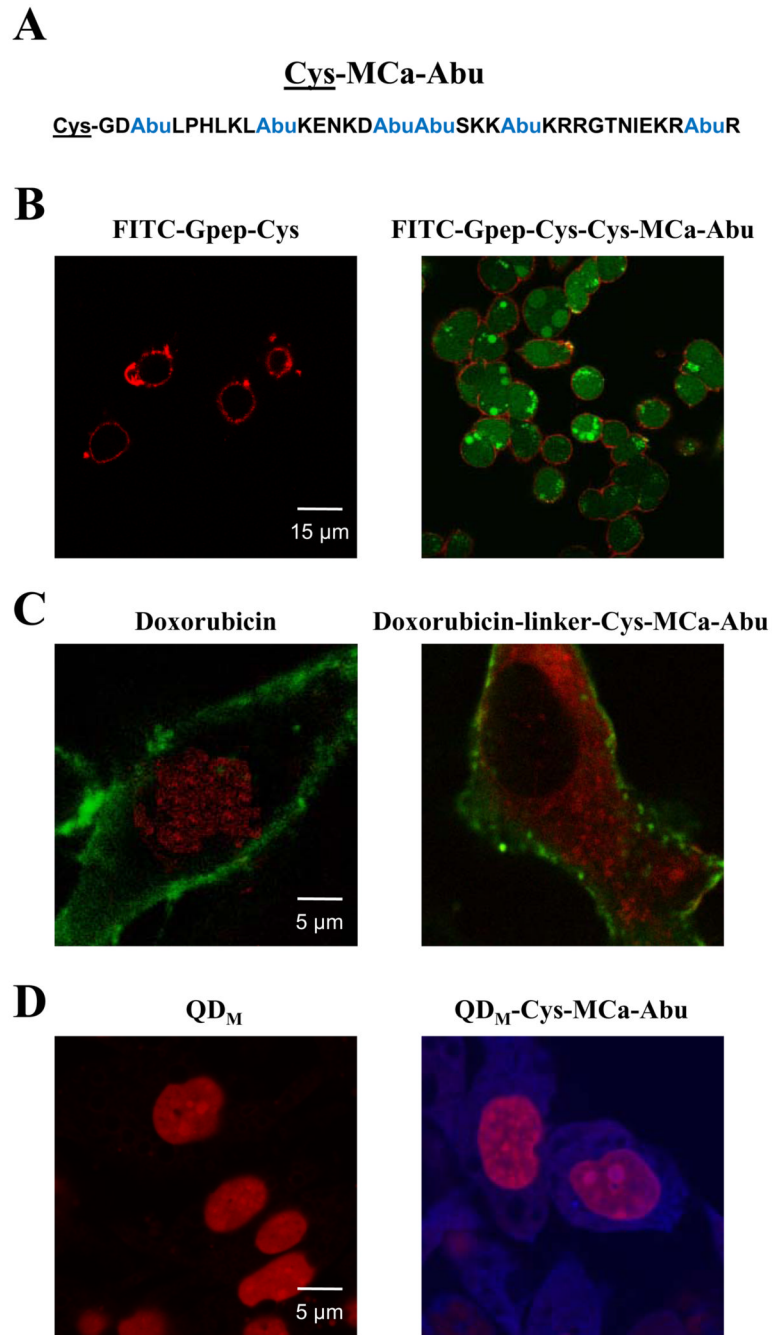 A
Cys-MCa-Abu
Cys-GDAbuLPHLKLAbuKENKDAbuAbuSKKAbuKRRGTNIEKRAbuR
B
FITC-Gpep-Cys FITC-Gpep-Cys-Cys-MCa-Abu
15 µm
C
Doxorubicin Doxorubicin-linker-Cys-MCa-Abu
5 µm
D
QDM QDM-Cys-MCa-Abu
5 µm